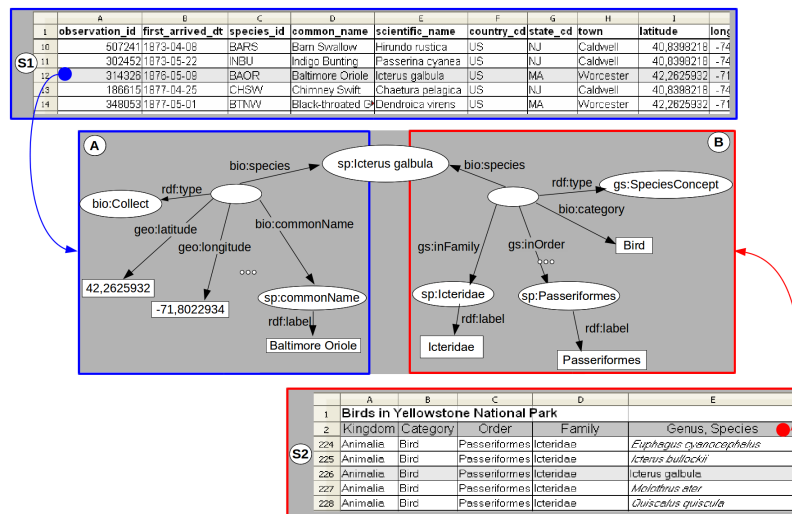 A B C D E F G H I
1 observation_id first_arrived_dt species_id common_name scientific_name country_cd state_cd town latitude long
10 507241 1873-04-08 BARS Barn Swallow Hirundo rustica US NJ Caldwell 40,8398218 -74
11 302452 1873-05-22 INBU Indigo Bunting Passerina cyanea US NJ Caldwell 40,8398218 -74
S1
12 314326 1876-05-09 BAOR Baltimore Oriole Icterus galbula US MA Worcester 42,2625932 -71
13 186615 1877-04-25 CHSW Chimney Swift Chaetura pelagica US NJ Caldwell 40,8398218 -74
14 348053 1877-05-01 BTNW Black-throated G Dendroica virens US MA Worcester 42,2625932 -71
A
B
sp:Icterus galbula
bio:species
bio:species
rdf:type
rdf:type
gs:SpeciesConcept
bio:Collect
bio:category
geo:latitude
bio:commonName
geo:longitude
gs:inFamily
gs:inOrder
Bird
42,2625932
sp:commonName
sp:Icteridae
sp:Passeriformes
-71,8022934
rdf:label
rdf:label
rdf:label
Baltimore Oriole
Icteridae
Passeriformes
A B C D E
1 Birds in Yellowstone National Park
2 Kingdom Category Order Family Genus, Species
S2
224 Animalia Bird Passeriformes Icteridae Euphagus cyanocephalus
225 Animalia Bird Passeriformes Icteridae Icterus bullockii
226 Animalia Bird Passeriformes Icteridae Icterus galbula
227 Animalia Bird Passeriformes Icteridae Molothrus ater
228 Animalia Bird Passeriformes Icteridae Quiscalus quiscula